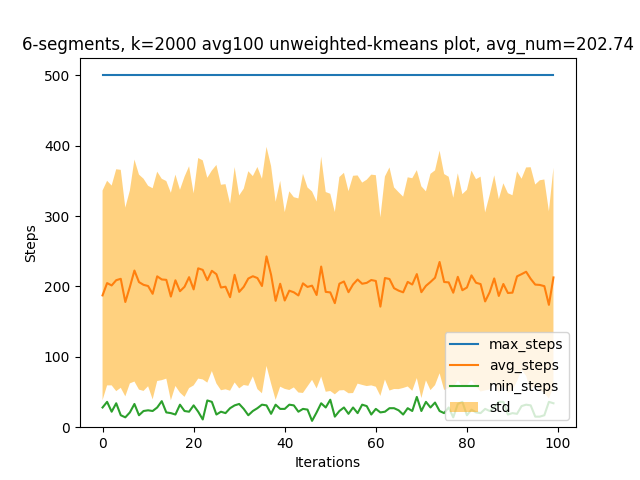 6-segments, k=2000 avg100 unweighted-kmeans plot, avg_num=202.74
500
400
300
200
100
0
Steps
max_steps
avg_steps
min_steps
std
0
20
40
60
80
100
Iterations